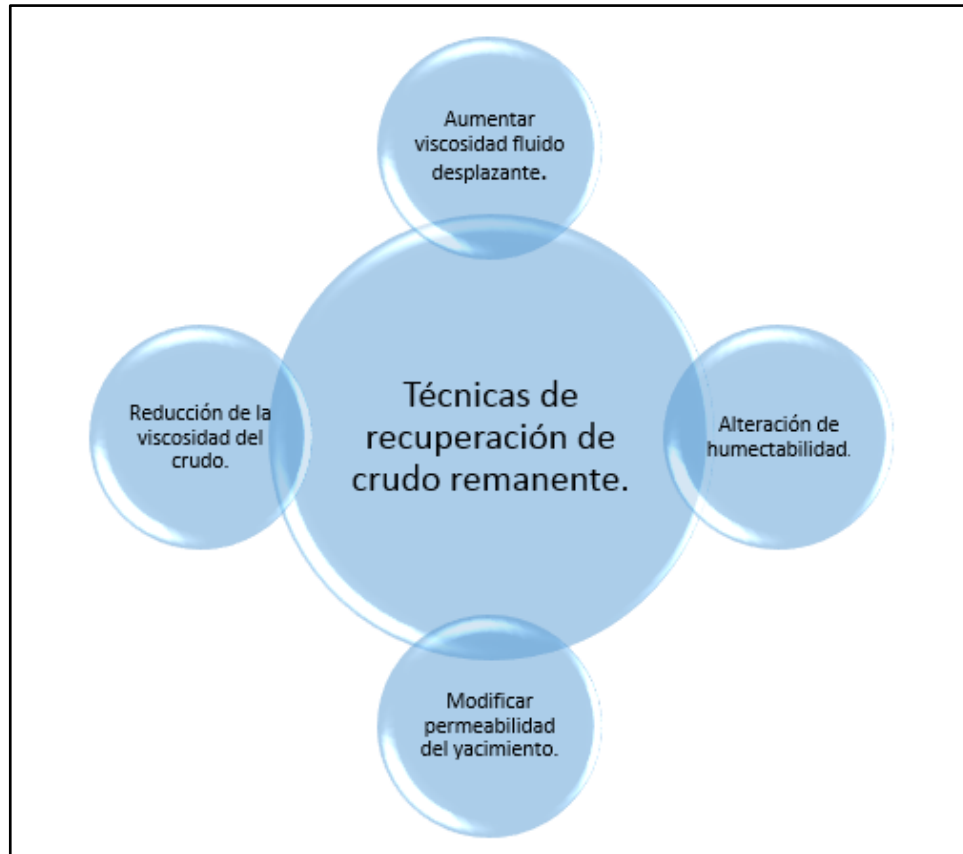 Aumentar
viscosidad fluido
desplazante.
Técnicas de
recuperación de
crudo remanente.
Reducción de la
viscosidad del
crudo.
Alteración de
humectabilidad.
Modificar
permeabilidad
del yacimiento.